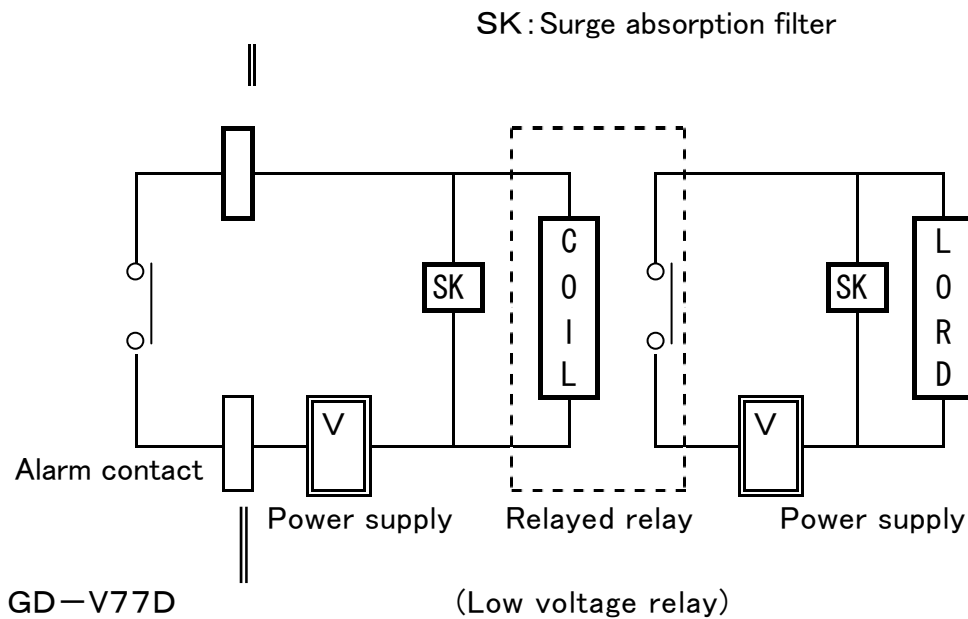 SK:Surge absorption filter
C
O
I
L
L
O
R
D
SK
SK
V
V
Alarm contact
Power supply
Relayed relay
Power supply
GD-V77D
(Low voltage relay)